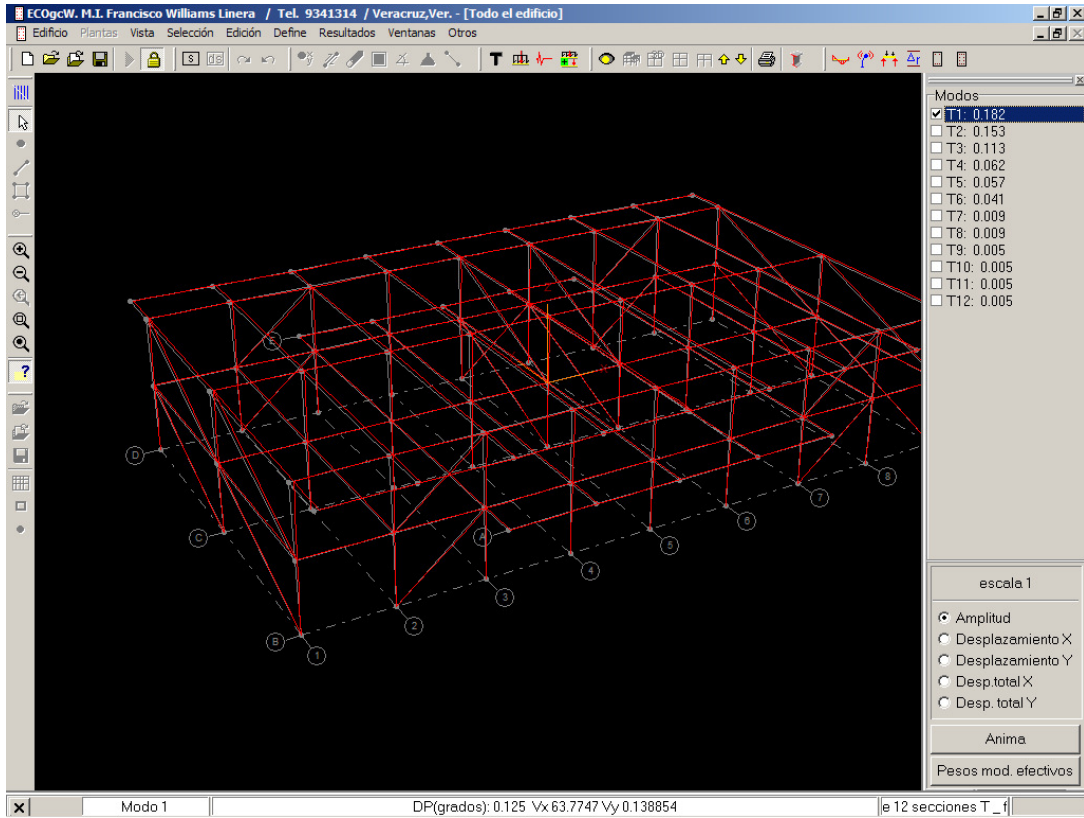 ECOgcW. M.I. Francisco Williams Linera / Tel. 9341314 / Veracruz,Ver. - [Todo el edificio]
Edificio Plantas Vista Selección Edición Define Resultados Ventanas Otros
Modos
T1: 0.182
T2: 0.153
T3: 0.113
T4: 0.062
T5: 0.057
T6: 0.041
T7: 0.009
T8: 0.009
T9: 0.005
T10: 0.005
T11: 0.005
T12: 0.005
E
D
C
A
B
1
2
3
4
5
6
7
8
escala 1
Amplitud
Desplazamiento X
Desplazamiento Y
Desp.total X
Desp. total Y
Anima
Pesos mod. efectivos
Modo 1
DP(grados): 0.125 Vx 63.7747 Vy 0.138854
e 12 secciones T _ f